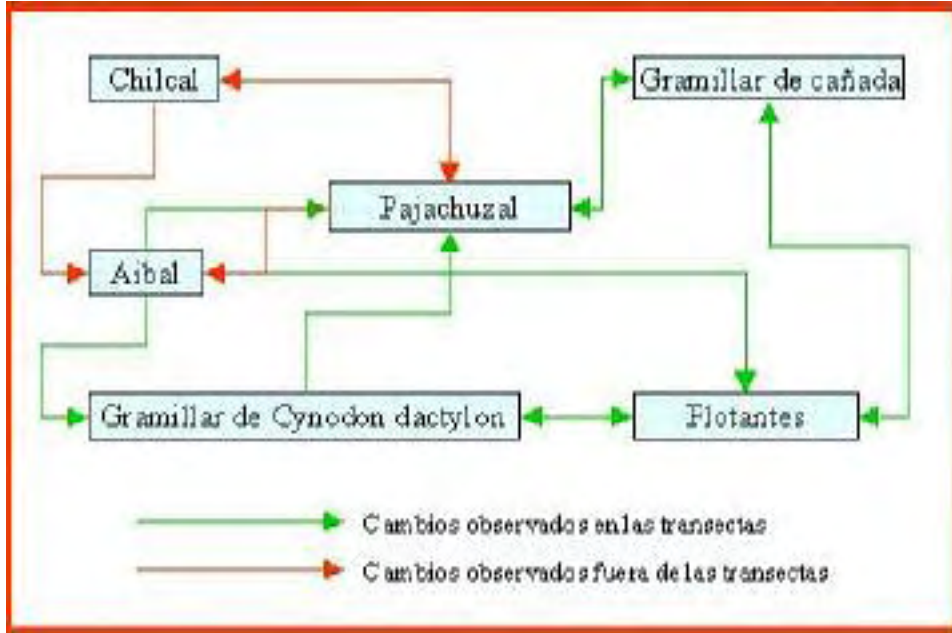 Chilcal
Gramillar de cañada
Pajachuzal
Aibal
Gramillar de Cynodon dactylon
Flotantes
Cambios observados en las transectas
Cambios observados fuera de las transectas